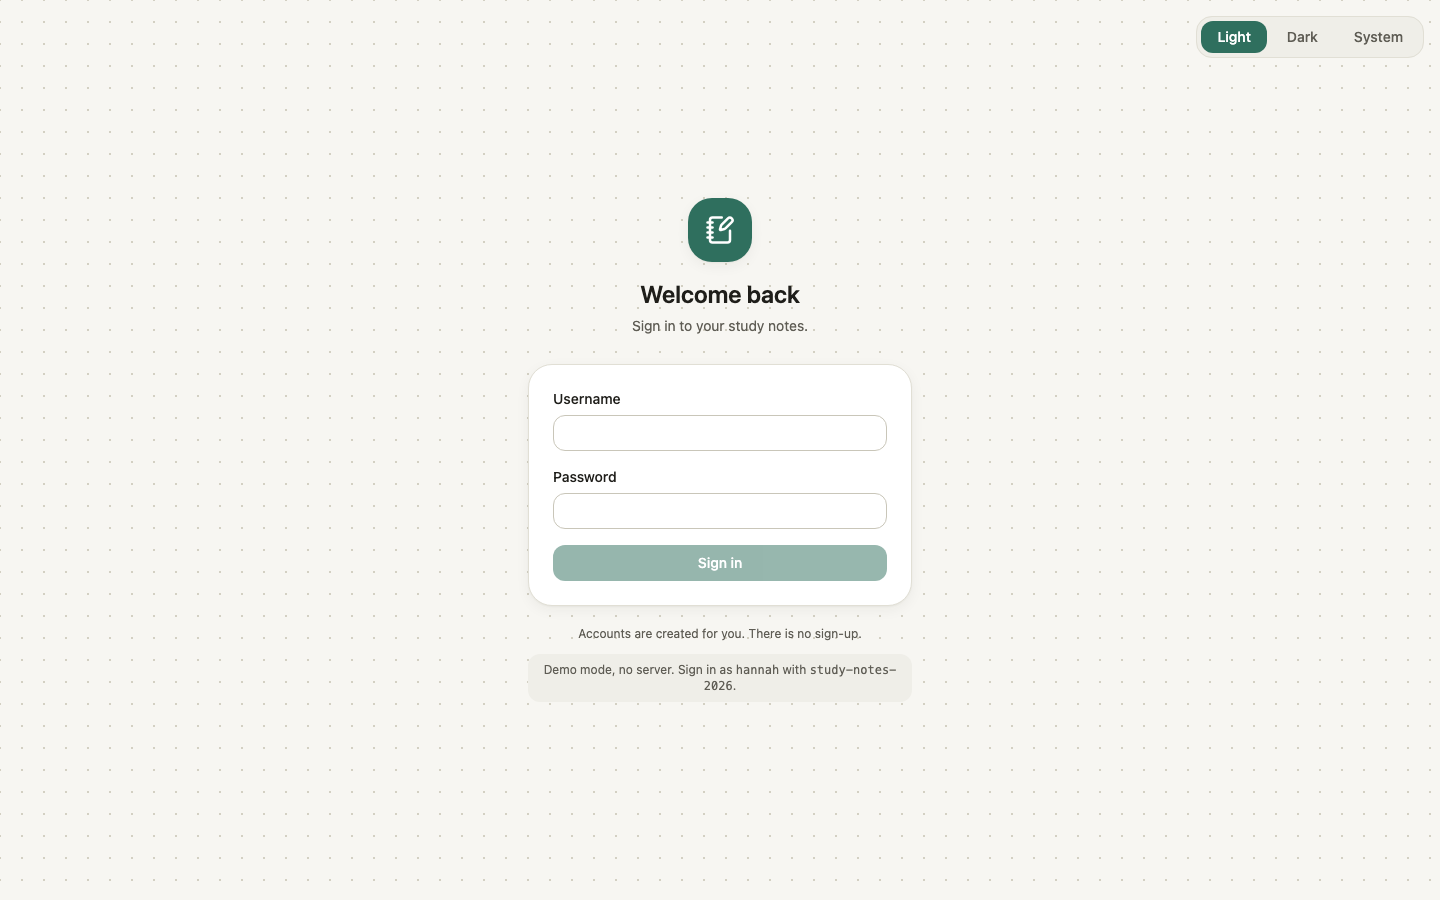 Light Dark System
Welcome back
Sign in to your study notes.
Username
Password
Sign in
Accounts are created for you. There is no sign-up.
Demo mode, no server. Sign in as hannah with study-notes-
2026.